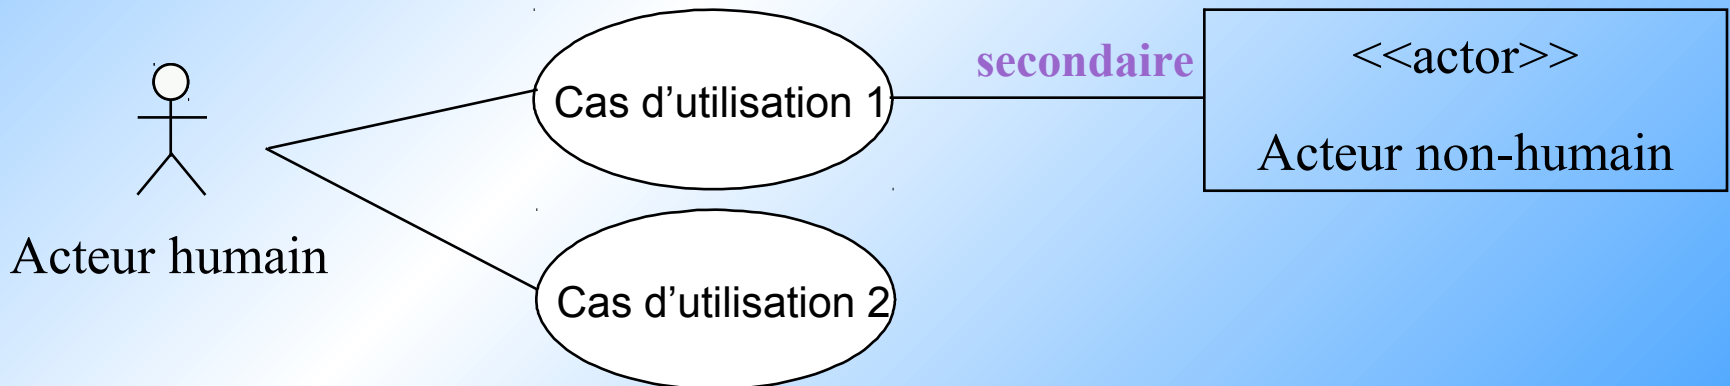 secondaire
<<actor>>
Cas d’utilisation 1
Acteur non-humain
Acteur humain
Cas d’utilisation 2